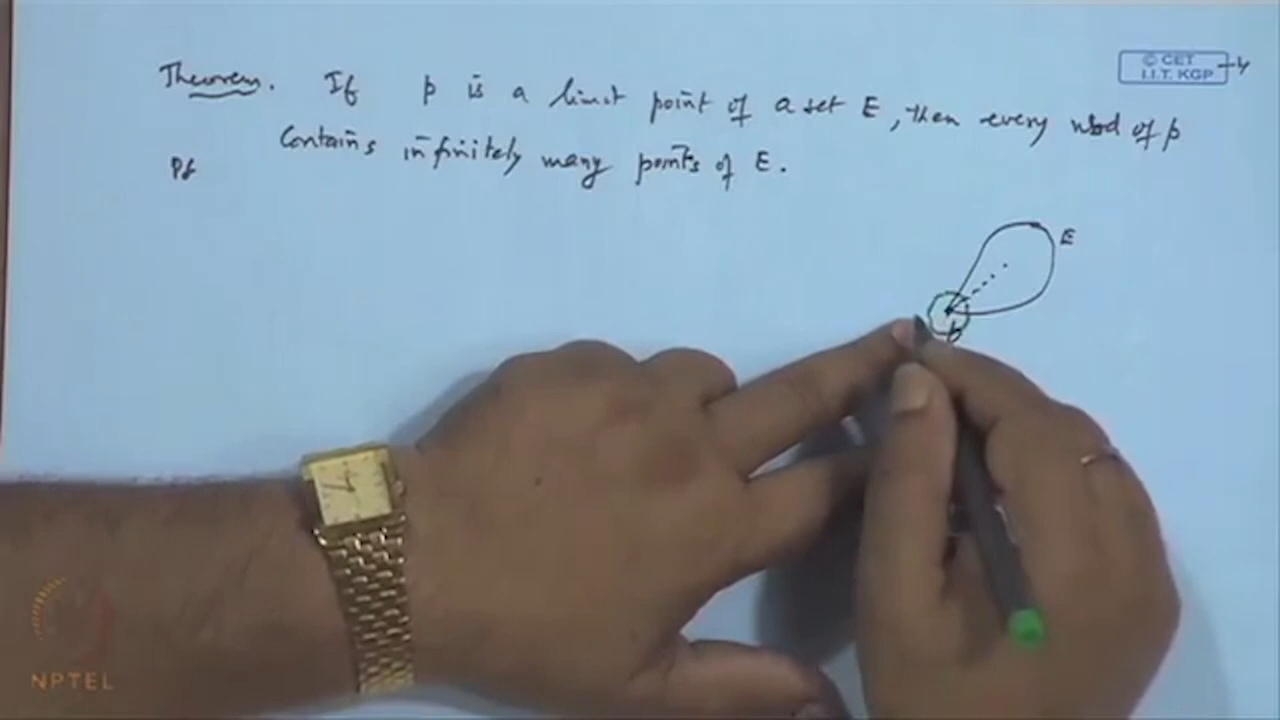 © CET
I.I.T. KGP
Theorem. If p is a limit point of a set E, then every nbd of p
Contains infinitely many points of E.
Pf
E
p
NPTEL